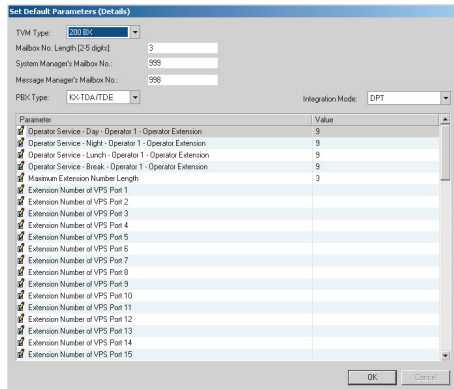 Set Default Parameters (Details)
TVM Type: 200 BX
Mailbox No. Length [2-5 digits]: 3
System Manager's Mailbox No.: 999
Message Manager's Mailbox No.: 998
PBX Type: KX-TDA/TDE Integration Mode: DPT
Parameter Value
Operator Service - Day - Operator 1 - Operator Extension 9
Operator Service - Night - Operator 1 - Operator Extension 9
Operator Service - Lunch - Operator 1 - Operator Extension 9
Operator Service - Break - Operator 1 - Operator Extension 9
Maximum Extension Number Length 3
Extension Number of VPS Port 1
Extension Number of VPS Port 2
Extension Number of VPS Port 3
Extension Number of VPS Port 4
Extension Number of VPS Port 5
Extension Number of VPS Port 6
Extension Number of VPS Port 7
Extension Number of VPS Port 8
Extension Number of VPS Port 9
Extension Number of VPS Port 10
Extension Number of VPS Port 11
Extension Number of VPS Port 12
Extension Number of VPS Port 13
Extension Number of VPS Port 14
Extension Number of VPS Port 15
OK Cancel